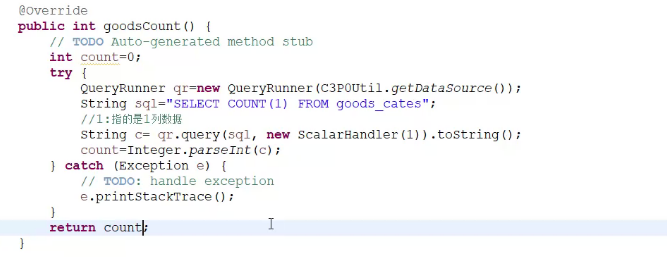 @Override
public int goodsCount() {
    // TODO Auto-generated method stub
    int count=0;
    try {
        QueryRunner qr=new QueryRunner(C3P0Util.getDataSource());
        String sql="SELECT COUNT(1) FROM goods_cates";
        //1:指的是1列数据
        String c= qr.query(sql, new ScalarHandler(1)).toString();
        count=Integer.parseInt(c);
    } catch (Exception e) {
        // TODO: handle exception
        e.printStackTrace();
    }
    return count;
}